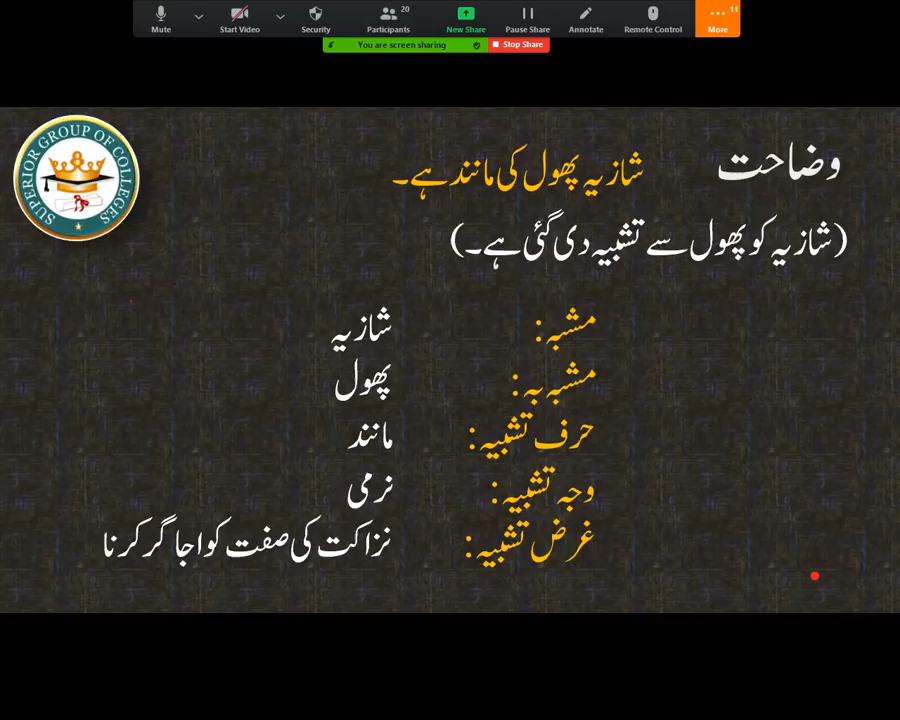 20
11
Mute
Start Video
Security
Participants
New Share
Pause Share
Annotate
Remote Control
More
You are screen sharing
Stop Share
SUPERIOR GROUP OF COLLEGES
وضاحت شازیہ پھول کی مانند ہے۔
(شازیہ کو پھول سے تشبیہ دی گئی ہے۔)
مشبہ: شازیہ
مشبہ بہ: پھول
حرف تشبیہ: مانند
وجہ تشبیہ: نرمی
غرض تشبیہ: نزاکت کی صفت کو اجاگر کرنا